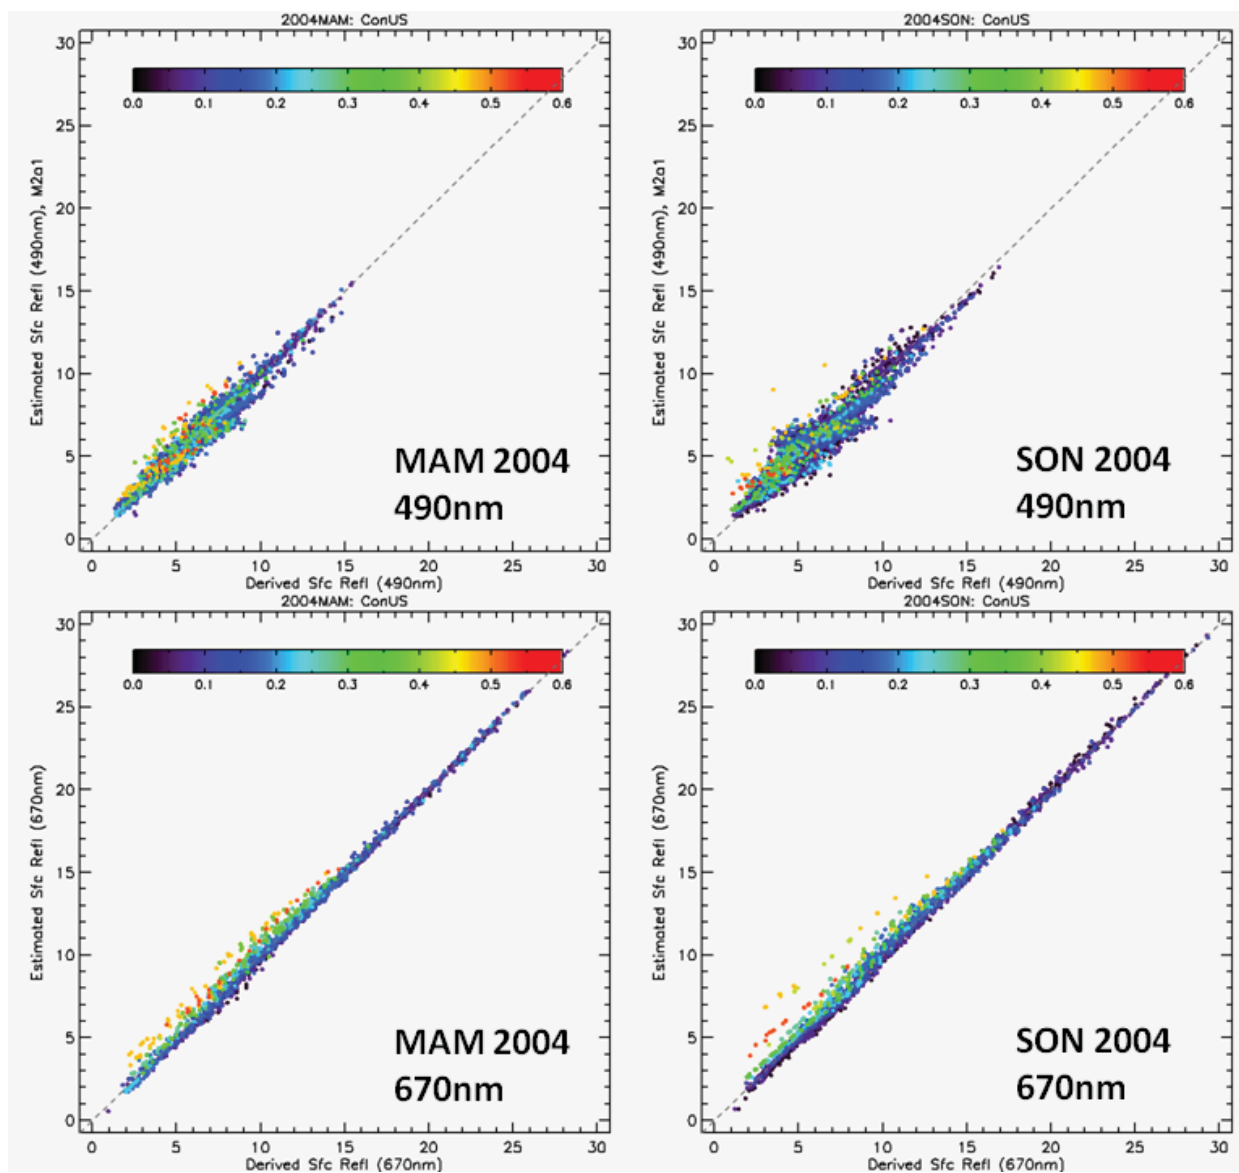 2004MAM: ConUS
30
25
20
15
10
5
0
0.0 0.1 0.2 0.3 0.4 0.5 0.6
Estimated Sfc Refl (490nm), M2a1
MAM 2004
490nm
0 5 10 15 20 25 30
Derived Sfc Refl (490nm)
2004SON: ConUS
30
25
20
15
10
5
0
0.0 0.1 0.2 0.3 0.4 0.5 0.6
Estimated Sfc Refl (490nm), M2a1
SON 2004
490nm
0 5 10 15 20 25 30
Derived Sfc Refl (490nm)
2004MAM: ConUS
30
25
20
15
10
5
0
0.0 0.1 0.2 0.3 0.4 0.5 0.6
Estimated Sfc Refl (670nm)
MAM 2004
670nm
0 5 10 15 20 25 30
Derived Sfc Refl (670nm)
2004SON: ConUS
30
25
20
15
10
5
0
0.0 0.1 0.2 0.3 0.4 0.5 0.6
Estimated Sfc Refl (670nm)
SON 2004
670nm
0 5 10 15 20 25 30
Derived Sfc Refl (670nm)